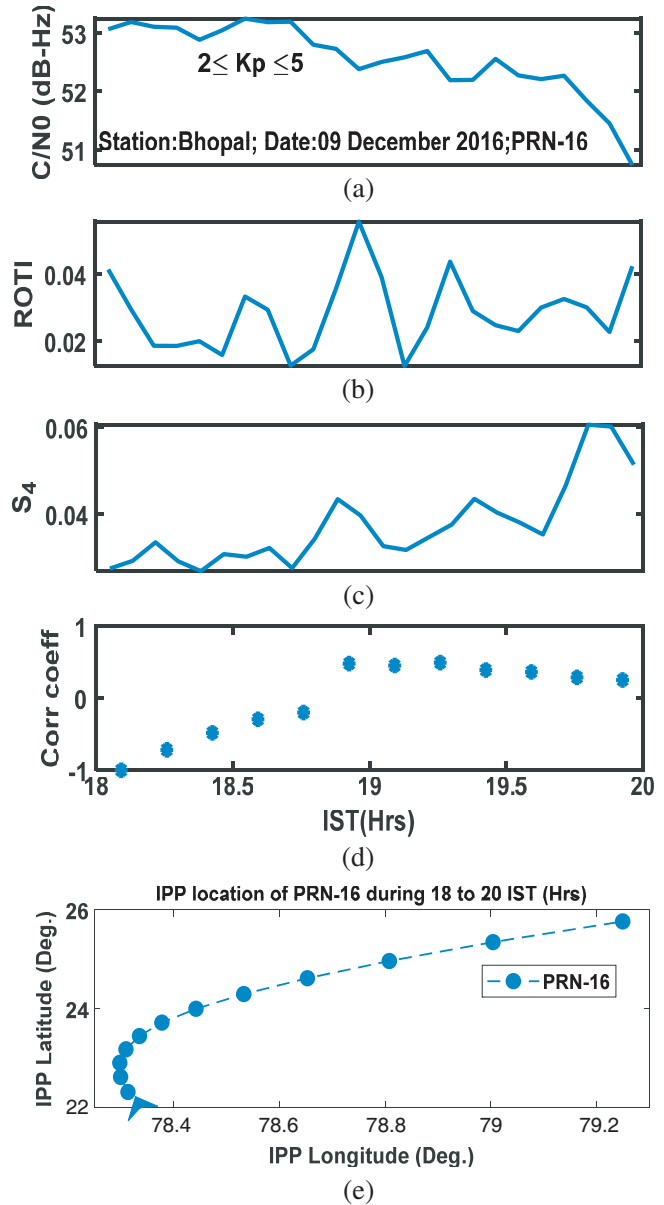 53
52
51
C/N0 (dB-Hz)
2≤ Kp ≤5
Station:Bhopal; Date:09 December 2016;PRN-16
(a)
0.04
0.02
ROTI
(b)
0.06
0.04
S4
(c)
1
0
-1
Corr coeff
18 18.5 19 19.5 20
IST(Hrs)
(d)
IPP location of PRN-16 during 18 to 20 IST (Hrs)
26
24
22
IPP Latitude (Deg.)
PRN-16
78.4 78.6 78.8 79 79.2
IPP Longitude (Deg.)
(e)